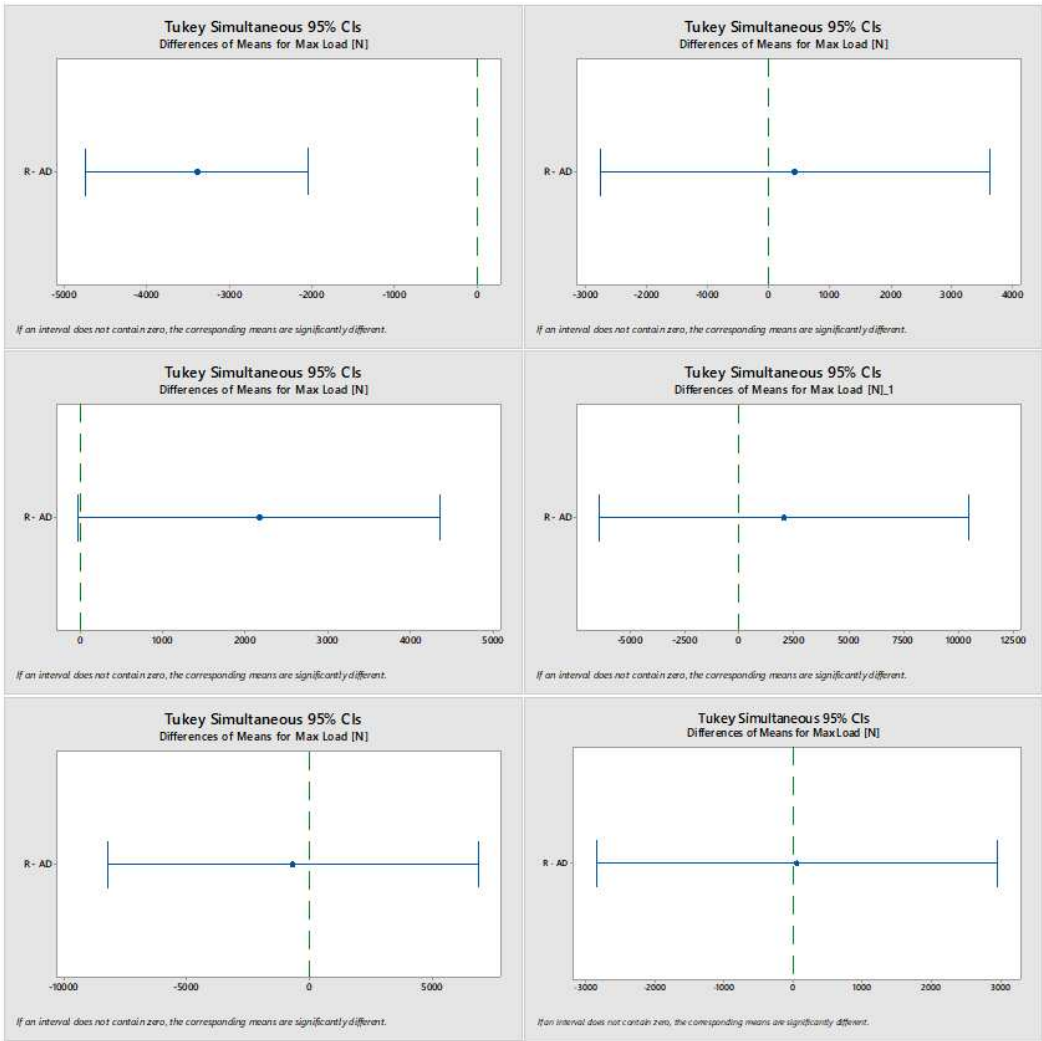 Tukey Simultaneous 95% CIs
Differences of Means for Max Load [N]
R - AD
-5000 -4000 -3000 -2000 -1000 0
If an interval does not contain zero, the corresponding means are significantly different.
Tukey Simultaneous 95% CIs
Differences of Means for Max Load [N]
R - AD
-3000 -2000 -1000 0 1000 2000 3000 4000
If an interval does not contain zero, the corresponding means are significantly different.
Tukey Simultaneous 95% CIs
Differences of Means for Max Load [N]
R - AD
0 1000 2000 3000 4000 5000
If an interval does not contain zero, the corresponding means are significantly different.
Tukey Simultaneous 95% CIs
Differences of Means for Max Load [N]_1
R - AD
-5000 -2500 0 2500 5000 7500 10000 12500
If an interval does not contain zero, the corresponding means are significantly different.
Tukey Simultaneous 95% CIs
Differences of Means for Max Load [N]
R - AD
-10000 -5000 0 5000
If an interval does not contain zero, the corresponding means are significantly different.
Tukey Simultaneous 95% CIs
Differences of Means for Max Load [N]
R - AD
-3000 -2000 -1000 0 1000 2000 3000
If an interval does not contain zero, the corresponding means are significantly different.